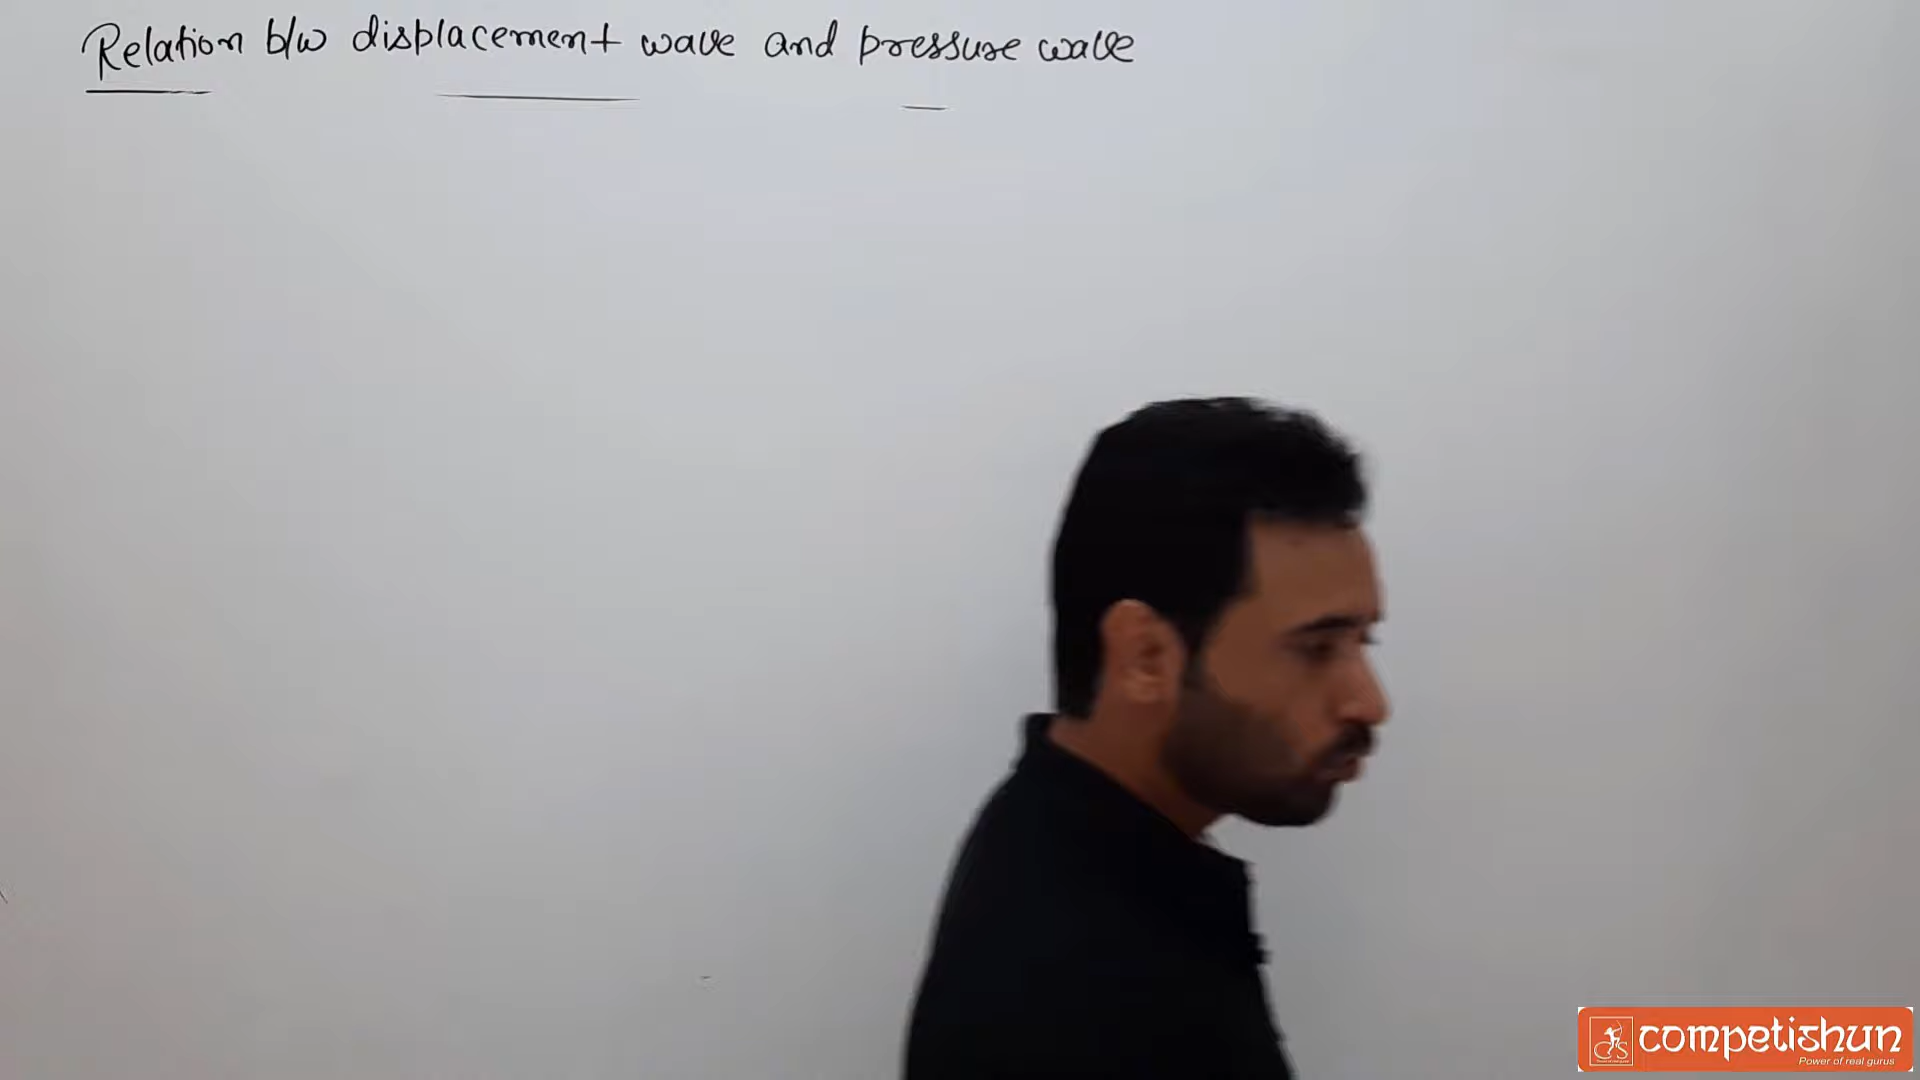 Relation b/w displacement wave and pressure wave
competishun
Power of real gurus